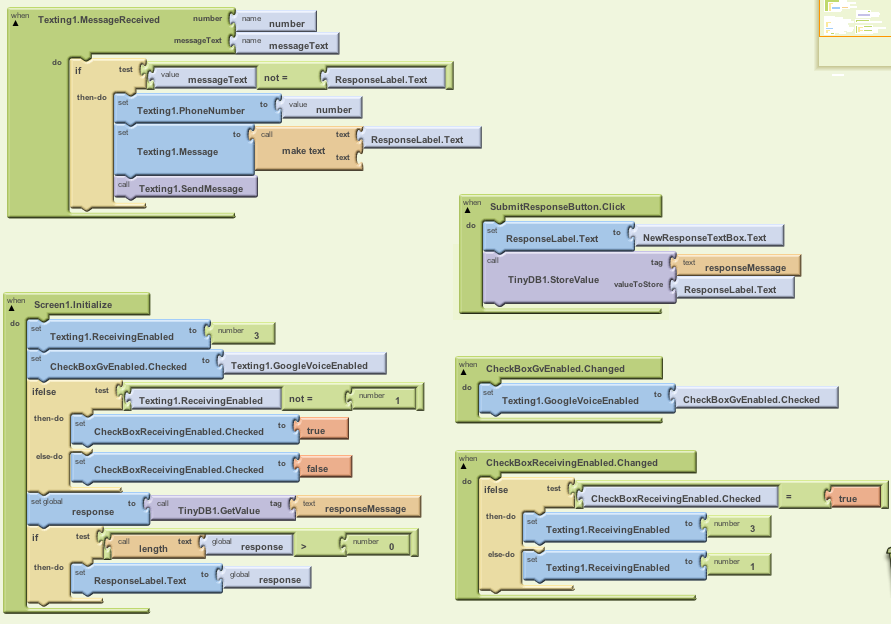 when Texting1.MessageReceived number name number
messageText name messageText
do if test value messageText not = ResponseLabel.Text
then-do set Texting1.PhoneNumber to value number
set Texting1.Message to call make text text ResponseLabel.Text
text
call Texting1.SendMessage
when SubmitResponseButton.Click
do set ResponseLabel.Text to NewResponseTextBox.Text
call TinyDB1.StoreValue tag text responseMessage
valueToStore ResponseLabel.Text
when Screen1.Initialize
do set Texting1.ReceivingEnabled to number 3
set CheckBoxGvEnabled.Checked to Texting1.GoogleVoiceEnabled
ifelse test Texting1.ReceivingEnabled not = number 1
then-do set CheckBoxReceivingEnabled.Checked to true
else-do set CheckBoxReceivingEnabled.Checked to false
set global response to call TinyDB1.GetValue tag text responseMessage
if test call length text global response > number 0
then-do set ResponseLabel.Text to global response
when CheckBoxGvEnabled.Changed
do set Texting1.GoogleVoiceEnabled to CheckBoxGvEnabled.Checked
when CheckBoxReceivingEnabled.Changed
do ifelse test CheckBoxReceivingEnabled.Checked = true
then-do set Texting1.ReceivingEnabled to number 3
else-do set Texting1.ReceivingEnabled to number 1